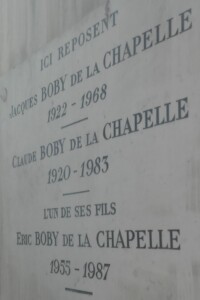 ICI REPOSENT
JACQUES BOBY DE LA CHAPELLE
1922 - 1968
CLAUDE BOBY DE LA CHAPELLE
1920 - 1983
L'UN DE SES FILS
ERIC BOBY DE LA CHAPELLE
1955 - 1987